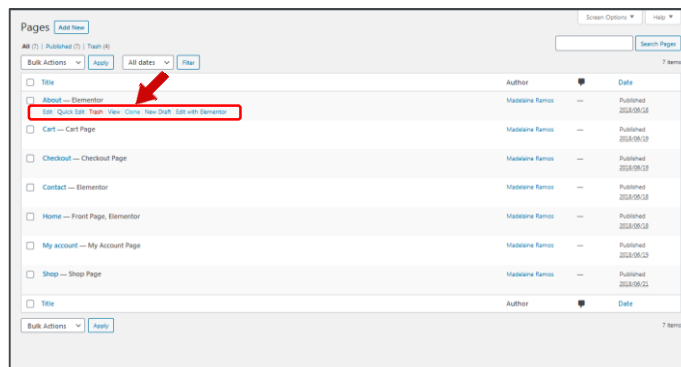 Screen Options ▼ Help ▼
Pages Add New
All (7) | Published (7) | Trash (4)
Search Pages
Bulk Actions Apply All dates Filter 7 items
Title Author Date
About — Elementor Madelaine Ramos — Published
Edit Quick Edit Trash View Clone New Draft Edit with Elementor 2018/06/18
Cart — Cart Page Madelaine Ramos — Published
2018/06/19
Checkout — Checkout Page Madelaine Ramos — Published
2018/06/19
Contact — Elementor Madelaine Ramos — Published
2018/06/18
Home — Front Page, Elementor Madelaine Ramos — Published
2018/06/18
My account — My Account Page Madelaine Ramos — Published
2018/06/19
Shop — Shop Page Madelaine Ramos — Published
2018/06/21
Title Author Date
Bulk Actions Apply 7 items